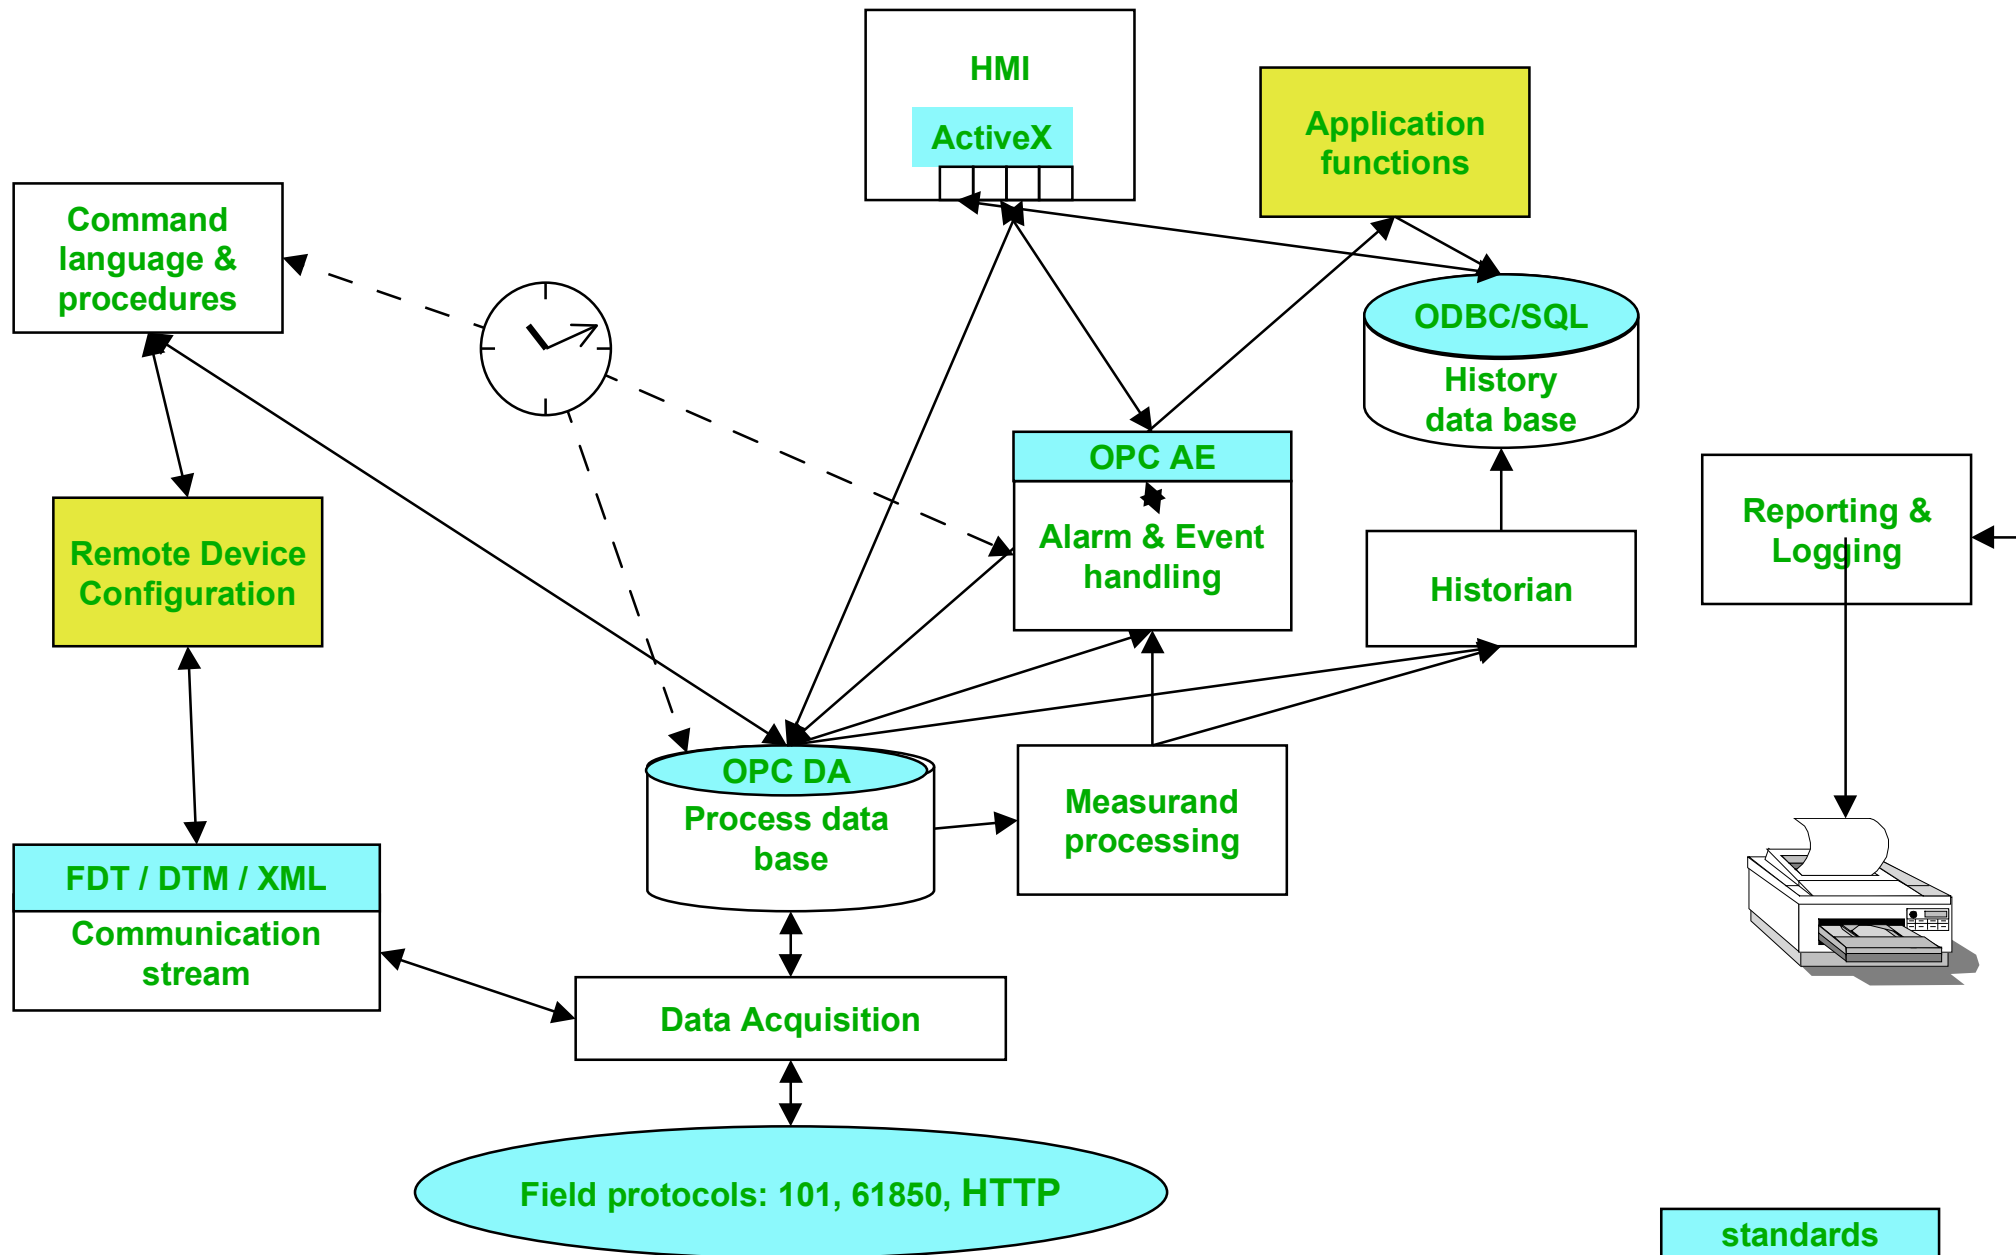 HMI
ActiveX
Application
functions
Command
language &
procedures
ODBC/SQL
History
data base
OPC AE
Alarm & Event
handling
Reporting &
Logging
Remote Device
Configuration
Historian
OPC DA
Process data
base
Measurand
processing
FDT / DTM / XML
Communication
stream
Data Acquisition
Field protocols: 101, 61850, HTTP
standards